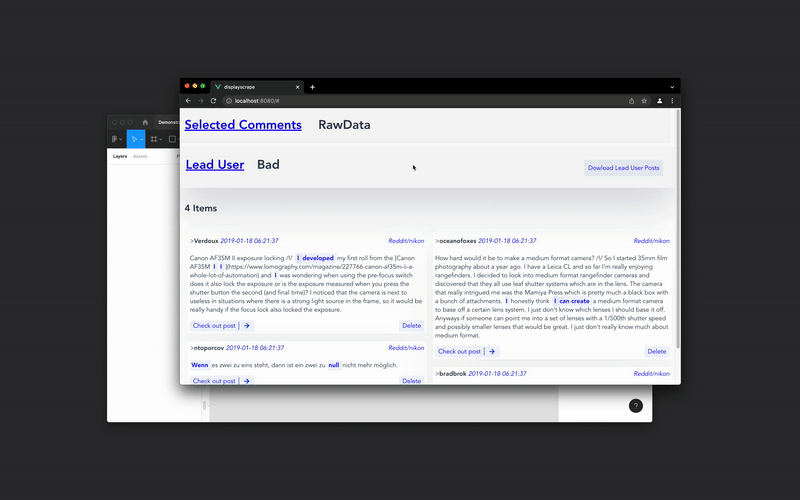 displayscrape
localhost:8080/#
Layers Assets
Selected Comments RawData
Lead User Bad
Dowload Lead User Posts
4 Items
>Verdoux 2019-01-18 06:21:37 Reddit/nikon
Canon AF35M II exposure locking /!/ I developed my first roll from the [Canon
AF35M I ! ](https://www.lomography.com/magazine/227766-canon-af35m-ii-a-
whole-lot-of-automation) and I was wondering when using the pre-focus switch
does it also lock the exposure or is the exposure measured when you press the
shutter button the second (and final time)? I noticed that the camera is next to
useless in situations where there is a strong light source in the frame, so it would be
really handy if the focus lock also locked the exposure.
Check out post | → Delete
>ntoporcov 2019-01-18 06:21:37 Reddit/nikon
Wenn es zwei zu eins steht, dann ist ein zwei zu null nicht mehr möglich.
Check out post | → Delete
>oceanofoxes 2019-01-18 06:21:37 Reddit/nikon
How hard would it be to make a medium format camera? /!/ So I started 35mm film
photography about a year ago. I have a Leica CL and so far I'm really enjoying
rangefinders. I decided to look into medium format rangefinder cameras and
discovered that they all use leaf shutter systems which are in the lens. The camera
that really intrigued me was the Mamiya Press which is pretty much a black box with
a bunch of attachments. I honestly think I can create a medium format camera
to base off a certain lens system. I just don't know which lenses I should base it off.
Anyways if someone can point me into a set of lenses with a 1/500th shutter speed
and possibly smaller lenses that would be great. I just don't really know much about
medium format.
Check out post | → Delete
>bradbrok 2019-01-18 06:21:37 Reddit/nikon
?